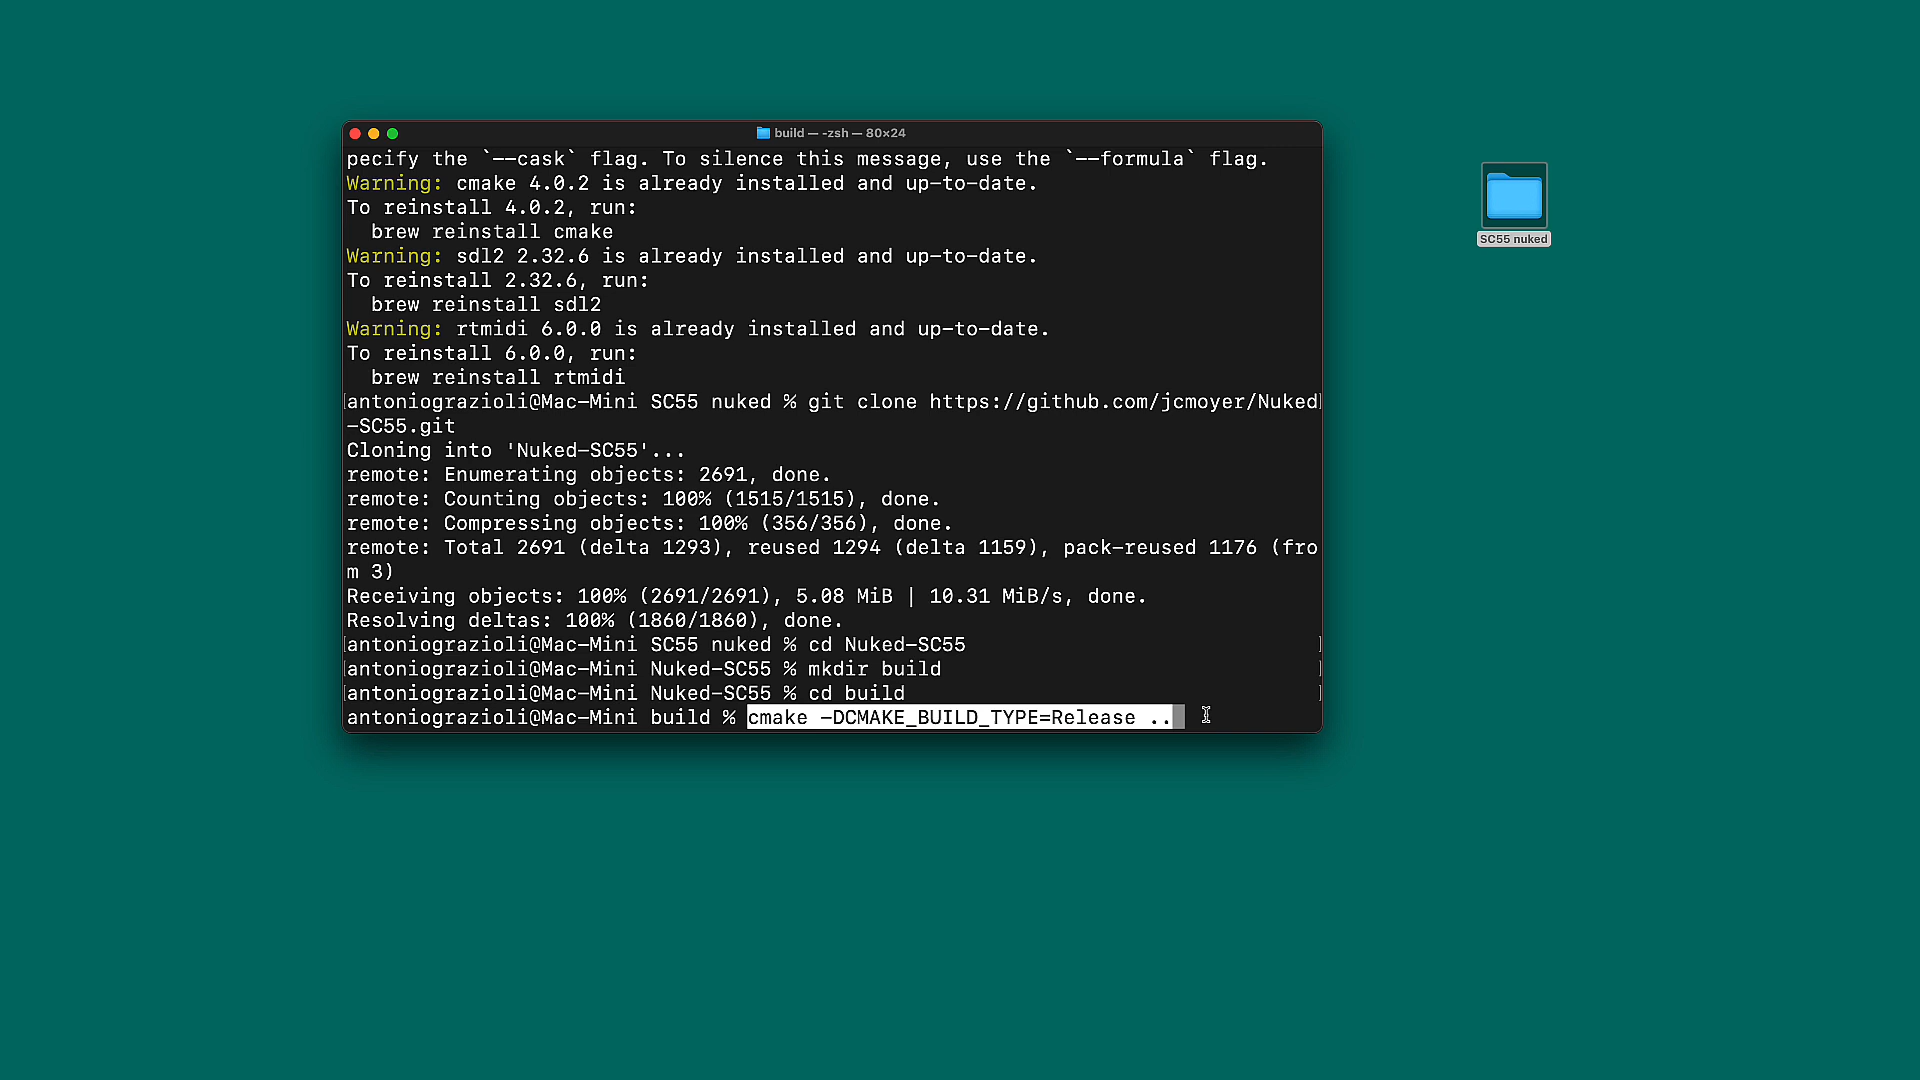 build — -zsh — 80×24
pecify the `--cask` flag. To silence this message, use the `--formula` flag.
Warning: cmake 4.0.2 is already installed and up-to-date.
To reinstall 4.0.2, run:
  brew reinstall cmake
Warning: sdl2 2.32.6 is already installed and up-to-date.
To reinstall 2.32.6, run:
  brew reinstall sdl2
Warning: rtmidi 6.0.0 is already installed and up-to-date.
To reinstall 6.0.0, run:
  brew reinstall rtmidi
[antoniograzioli@Mac-Mini SC55 nuked % git clone https://github.com/jcmoyer/Nuked]
-SC55.git
Cloning into 'Nuked-SC55'...
remote: Enumerating objects: 2691, done.
remote: Counting objects: 100% (1515/1515), done.
remote: Compressing objects: 100% (356/356), done.
remote: Total 2691 (delta 1293), reused 1294 (delta 1159), pack-reused 1176 (fro
m 3)
Receiving objects: 100% (2691/2691), 5.08 MiB | 10.31 MiB/s, done.
Resolving deltas: 100% (1860/1860), done.
[antoniograzioli@Mac-Mini SC55 nuked % cd Nuked-SC55 ]
[antoniograzioli@Mac-Mini Nuked-SC55 % mkdir build ]
[antoniograzioli@Mac-Mini Nuked-SC55 % cd build ]
antoniograzioli@Mac-Mini build % cmake -DCMAKE_BUILD_TYPE=Release ..
SC55 nuked